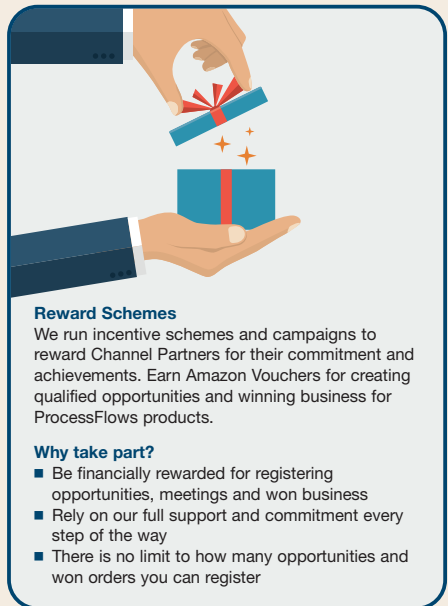 Reward Schemes
We run incentive schemes and campaigns to
reward Channel Partners for their commitment and
achievements. Earn Amazon Vouchers for creating
qualified opportunities and winning business for
ProcessFlows products.
Why take part?
■ Be financially rewarded for registering
opportunities, meetings and won business
■ Rely on our full support and commitment every
step of the way
■ There is no limit to how many opportunities and
won orders you can register